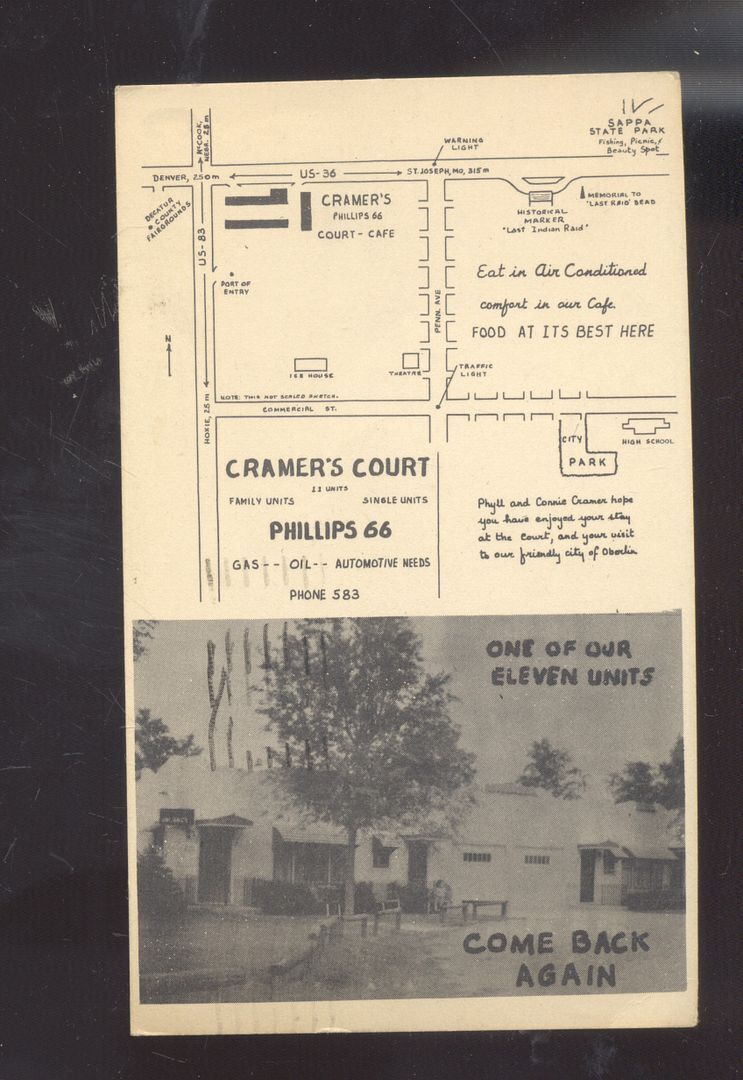 SAPPA
STATE PARK
Fishing, Picnic, &
Beauty Spot
McCOOK,
NEBR. 25 m
WARNING
LIGHT
DENVER, 250 m
US-36
ST. JOSEPH, MO, 315 m
DECATUR
COUNTY
FAIRGROUNDS
US-83
CRAMER'S
PHILLIPS 66
COURT - CAFE
HISTORICAL
MARKER
"Last Indian Raid"
MEMORIAL TO
'LAST RAID' DEAD
PORT OF
ENTRY
PENN. AVE
Eat in Air Conditioned
comfort in our Cafe.
FOOD AT ITS BEST HERE
N
ICE HOUSE
THEATRE
TRAFFIC
LIGHT
NOTE: THIS NOT SCALED SKETCH.
COMMERCIAL ST.
HOXIE, 25 m
CITY
PARK
HIGH SCHOOL
CRAMER'S COURT
11 UNITS
FAMILY UNITS SINGLE UNITS
PHILLIPS 66
GAS -- OIL -- AUTOMOTIVE NEEDS
PHONE 583
Phyll and Connie Cramer hope
you have enjoyed your stay
at the Court, and your visit
to our friendly city of Oberlin
ONE OF OUR
ELEVEN UNITS
COME BACK
AGAIN